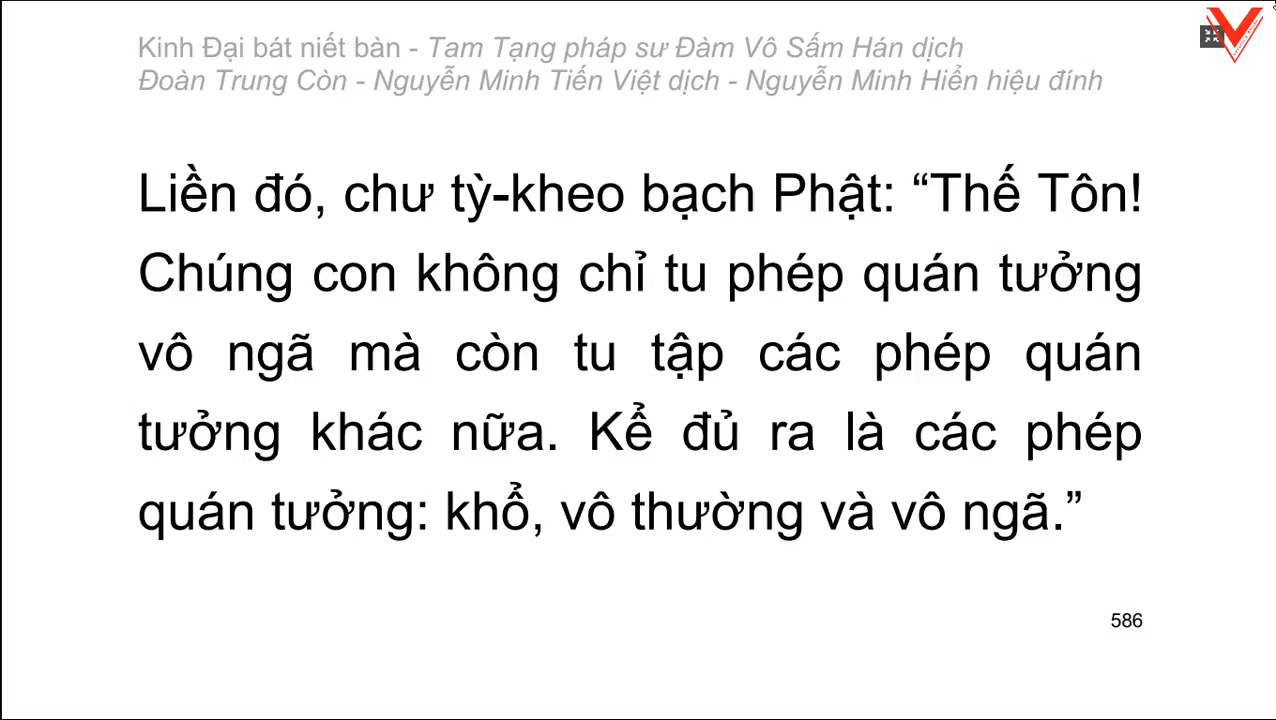 Kinh Đại bát niết bàn - Tam Tạng pháp sư Đàm Vô Sấm Hán dịch
Đoàn Trung Còn - Nguyễn Minh Tiến Việt dịch - Nguyễn Minh Hiển hiệu đính
Liền đó, chư tỳ-kheo bạch Phật: “Thế Tôn!
Chúng con không chỉ tu phép quán tưởng
vô ngã mà còn tu tập các phép quán
tưởng khác nữa. Kể đủ ra là các phép
quán tưởng: khổ, vô thường và vô ngã.”
586